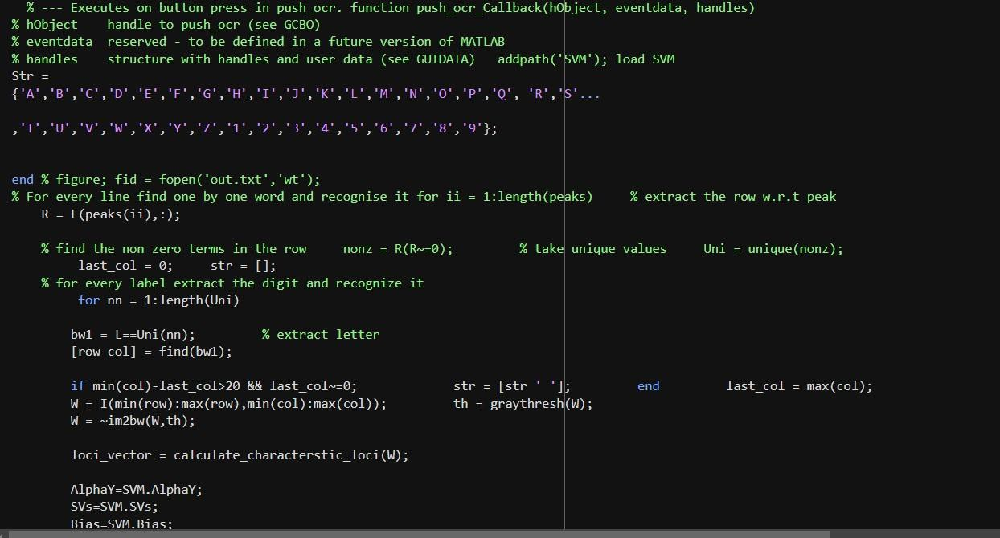 % --- Executes on button press in push_ocr. function push_ocr_Callback(hObject, eventdata, handles)
% hObject    handle to push_ocr (see GCBO)
% eventdata  reserved - to be defined in a future version of MATLAB
% handles    structure with handles and user data (see GUIDATA)   addpath('SVM'); load SVM
Str =
{'A','B','C','D','E','F','G','H','I','J','K','L','M','N','O','P','Q', 'R','S'...
,'T','U','V','W','X','Y','Z','1','2','3','4','5','6','7','8','9'};
end % figure; fid = fopen('out.txt','wt');
% For every line find one by one word and recognise it for ii = 1:length(peaks)     % extract the row w.r.t peak
    R = L(peaks(ii),:);
    % find the non zero terms in the row     nonz = R(R~=0);         % take unique values     Uni = unique(nonz);
         last_col = 0;     str = [];
    % for every label extract the digit and recognize it
         for nn = 1:length(Uni)
        bw1 = L==Uni(nn);         % extract letter
        [row col] = find(bw1);
        if min(col)-last_col>20 && last_col~=0;             str = [str ' '];         end         last_col = max(col);
        W = I(min(row):max(row),min(col):max(col));         th = graythresh(W);
        W = ~im2bw(W,th);
        loci_vector = calculate_characterstic_loci(W);
        AlphaY=SVM.AlphaY;
        SVs=SVM.SVs;
        Bias=SVM.Bias;